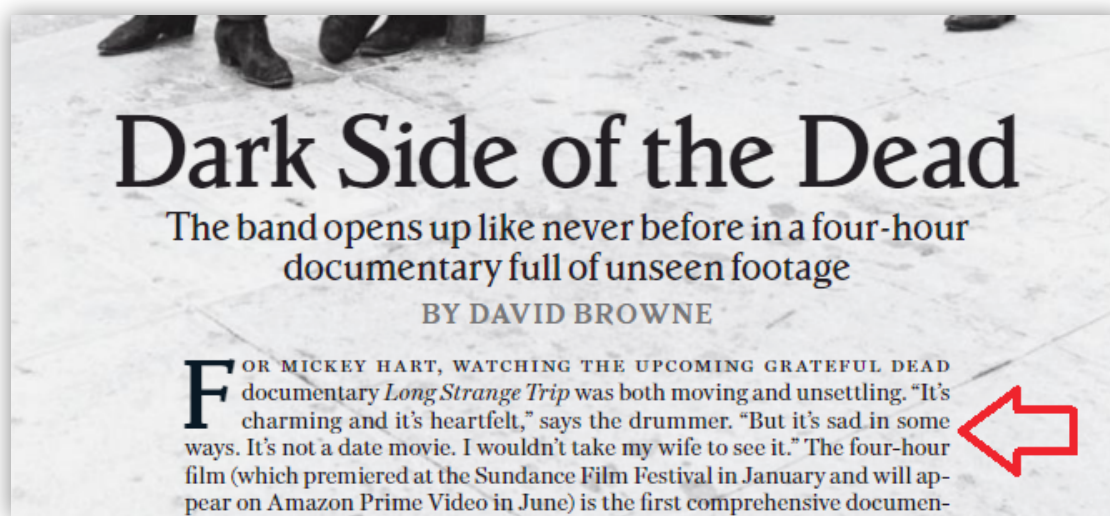 Dark Side of the Dead
The band opens up like never before in a four-hour
documentary full of unseen footage
BY DAVID BROWNE
FOR MICKEY HART, WATCHING THE UPCOMING GRATEFUL DEAD
documentary Long Strange Trip was both moving and unsettling. “It’s
charming and it’s heartfelt,” says the drummer. “But it’s sad in some
ways. It’s not a date movie. I wouldn’t take my wife to see it.” The four-hour
film (which premiered at the Sundance Film Festival in January and will ap-
pear on Amazon Prime Video in June) is the first comprehensive documen-